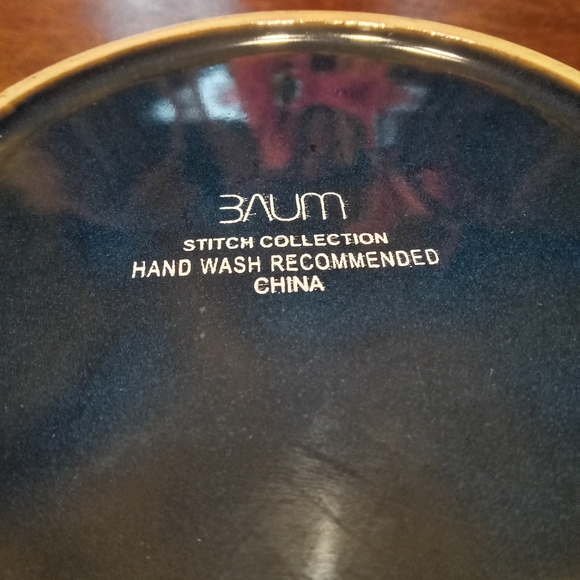 BAUM
STITCH COLLECTION
HAND WASH RECOMMENDED
CHINA